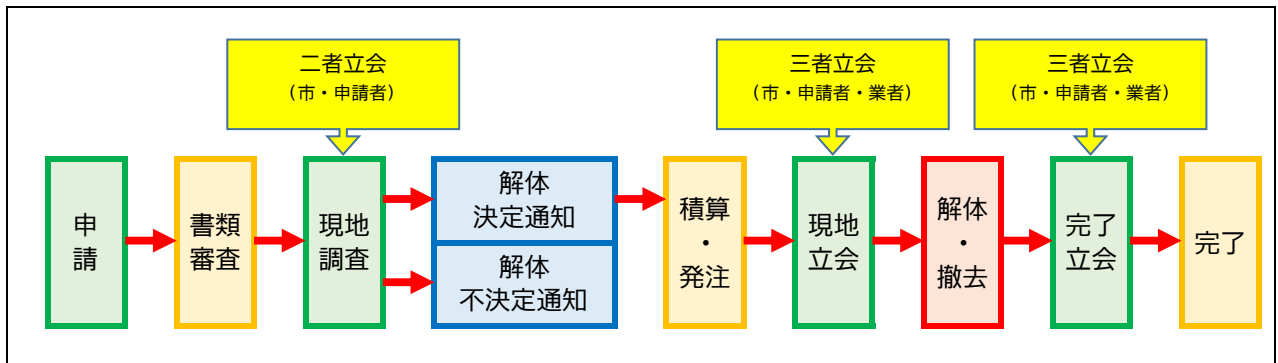 二者立会
(市・申請者)
三者立会
(市・申請者・業者)
三者立会
(市・申請者・業者)
申
請
書類
審査
現地
調査
解体
決定通知
解体
不決定通知
積算
・
発注
現地
立会
解体
・
撤去
完了
立会
完了